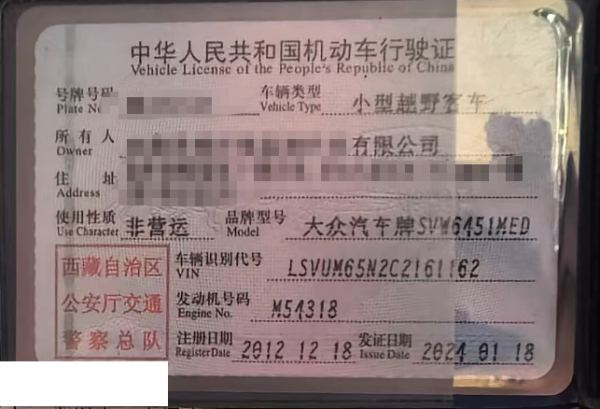 中华人民共和国机动车行驶证
Vehicle License of the People's Republic of China
号牌号码 车辆类型 小型越野客车
Plate No. Vehicle Type
所有人 有限公司
Owner
住址
Address
使用性质 非营运 品牌型号 大众汽车牌SVW6451MED
Use Character Model
西藏自治区 车辆识别代号 LSVUM65N2C2161162
VIN
公安厅交通 发动机号码 M54318
Engine No.
警察总队 注册日期 2012 12 18 发证日期 2024 01 18
Register Date Issue Date